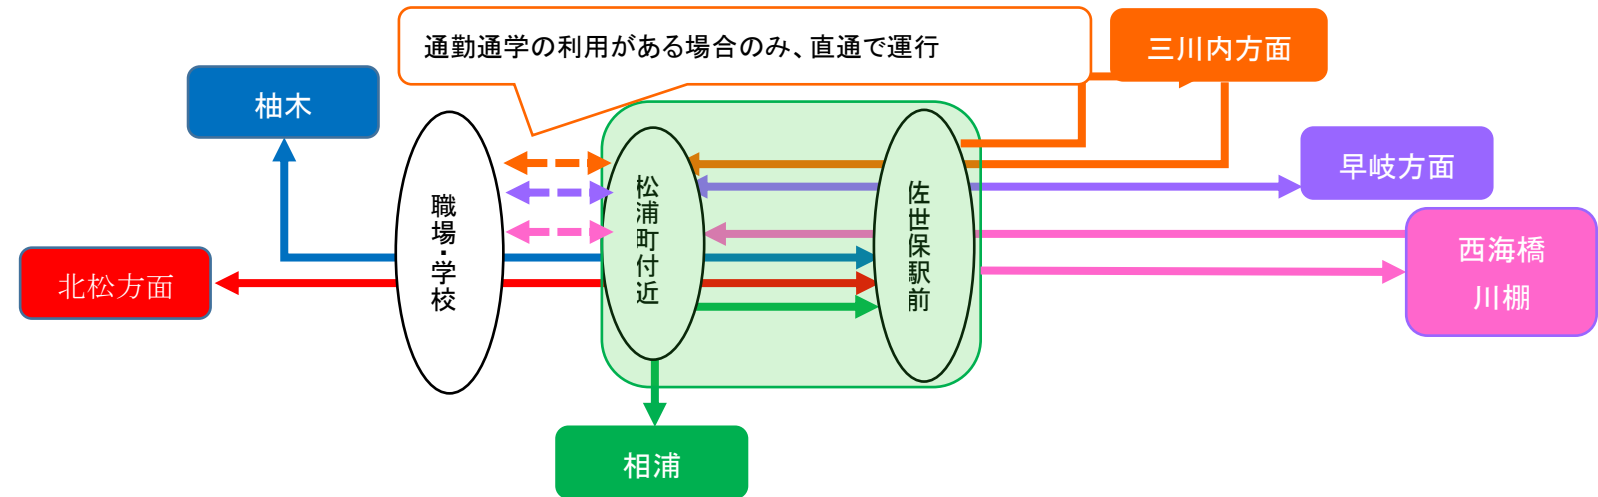 通勤通学の利用がある場合のみ、直通で運行
三川内方面
柚木
早岐方面
職場・学校
松浦町付近
佐世保駅前
西海橋
川棚
北松方面
相浦